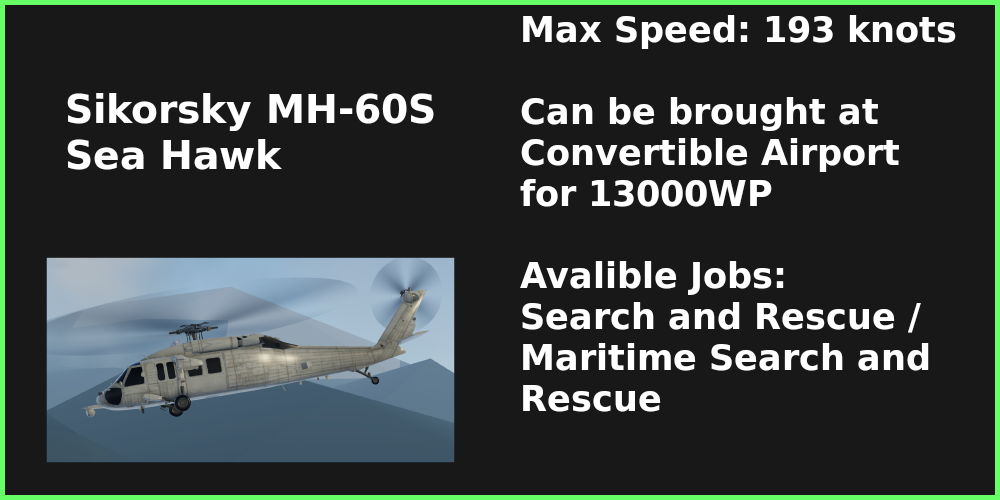 Sikorsky MH-60S
Sea Hawk
Max Speed: 193 knots
Can be brought at
Convertible Airport
for 13000WP
Avalible Jobs:
Search and Rescue /
Maritime Search and
Rescue